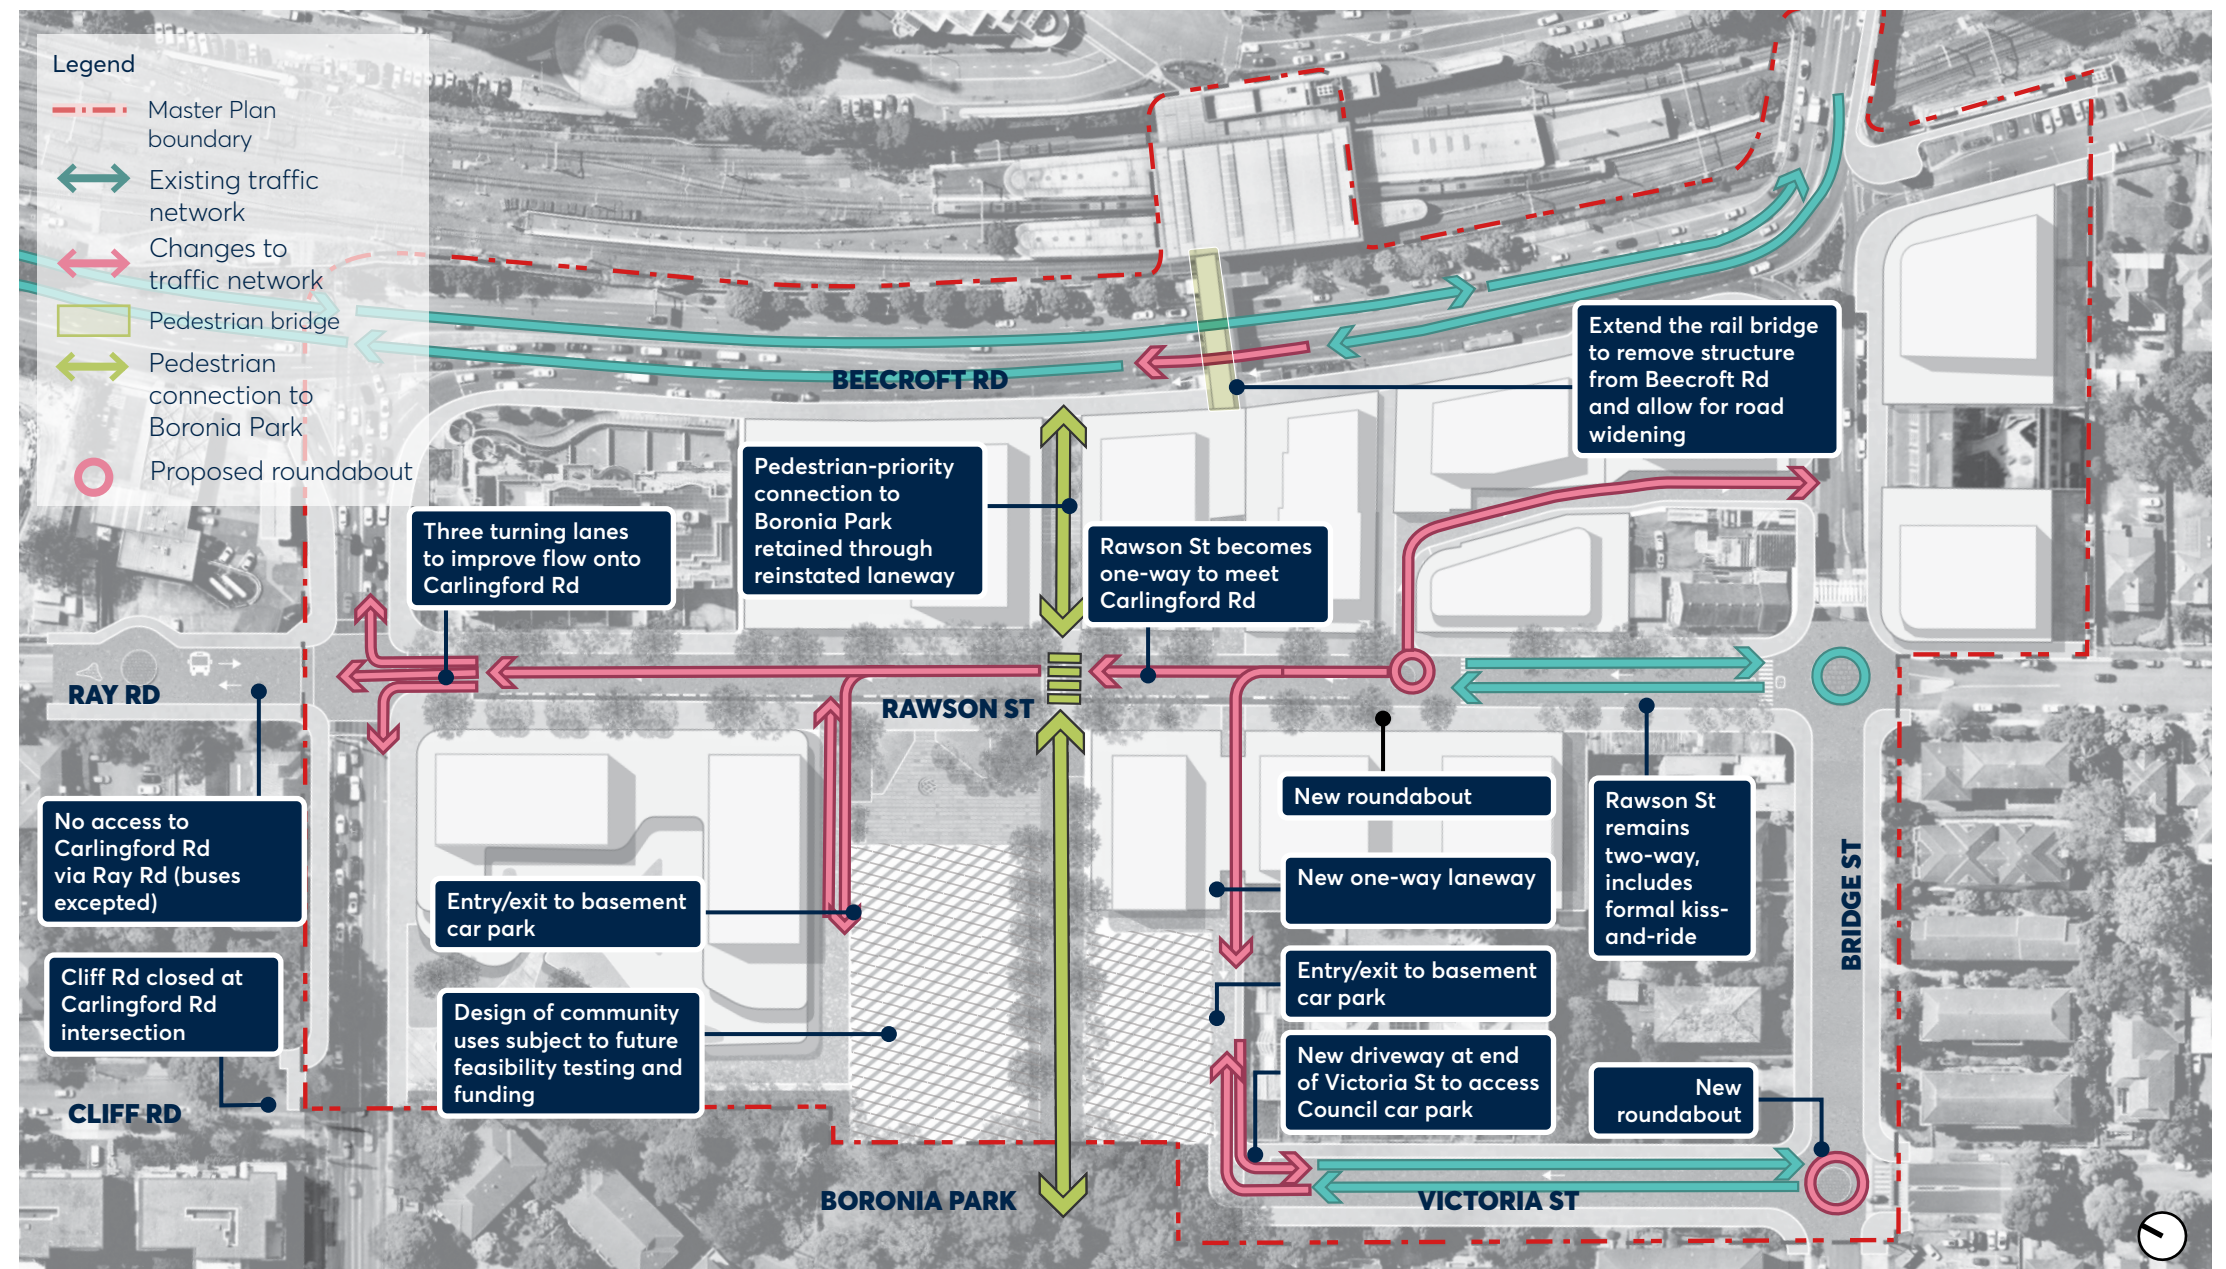 Legend
Master Plan
boundary
Existing traffic
network
Changes to
traffic network
Pedestrian bridge
Pedestrian
connection to
Boronia Park
Proposed roundabout
Extend the rail bridge
to remove structure
from Beecroft Rd
and allow for road
widening
BEECROFT RD
Pedestrian-priority
connection to
Boronia Park
retained through
reinstated laneway
Three turning lanes
to improve flow onto
Carlingford Rd
Rawson St becomes
one-way to meet
Carlingford Rd
RAY RD
RAWSON ST
No access to
Carlingford Rd
via Ray Rd (buses
excepted)
New roundabout
Rawson St
remains
two-way,
includes
formal kiss-
and-ride
New one-way laneway
Entry/exit to basement
car park
BRIDGE ST
Cliff Rd closed at
Carlingford Rd
intersection
Entry/exit to basement
car park
Design of community
uses subject to future
feasibility testing and
funding
New driveway at end
of Victoria St to access
Council car park
New
roundabout
CLIFF RD
BORONIA PARK
VICTORIA ST